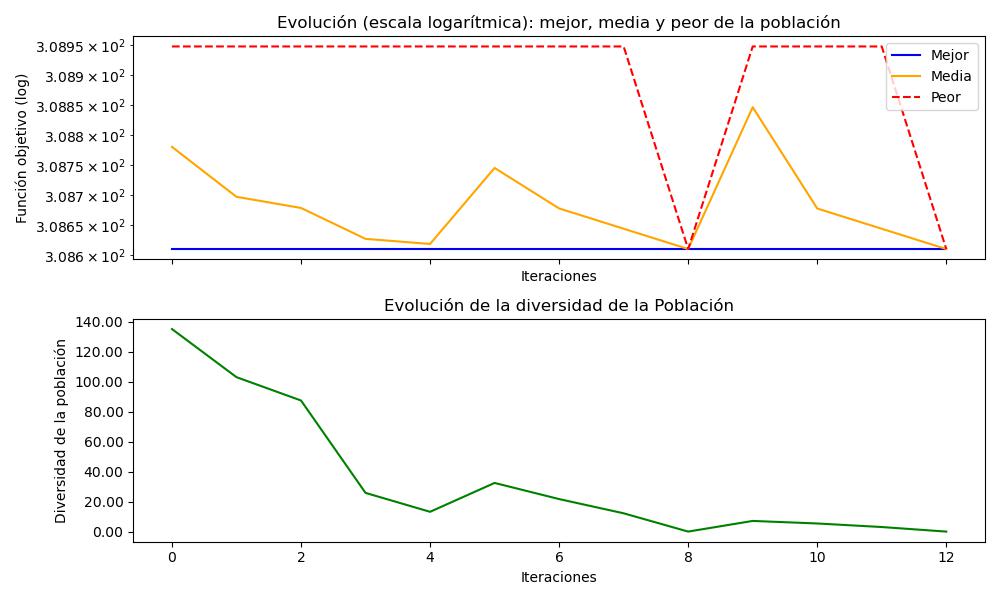 Evolución (escala logarítmica): mejor, media y peor de la población
Función objetivo (log)
3.0895 × 10²
3.089 × 10²
3.0885 × 10²
3.088 × 10²
3.0875 × 10²
3.087 × 10²
3.0865 × 10²
3.086 × 10²
Mejor
Media
Peor
Iteraciones
Evolución de la diversidad de la Población
Diversidad de la población
140.00
120.00
100.00
80.00
60.00
40.00
20.00
0.00
0 2 4 6 8 10 12
Iteraciones